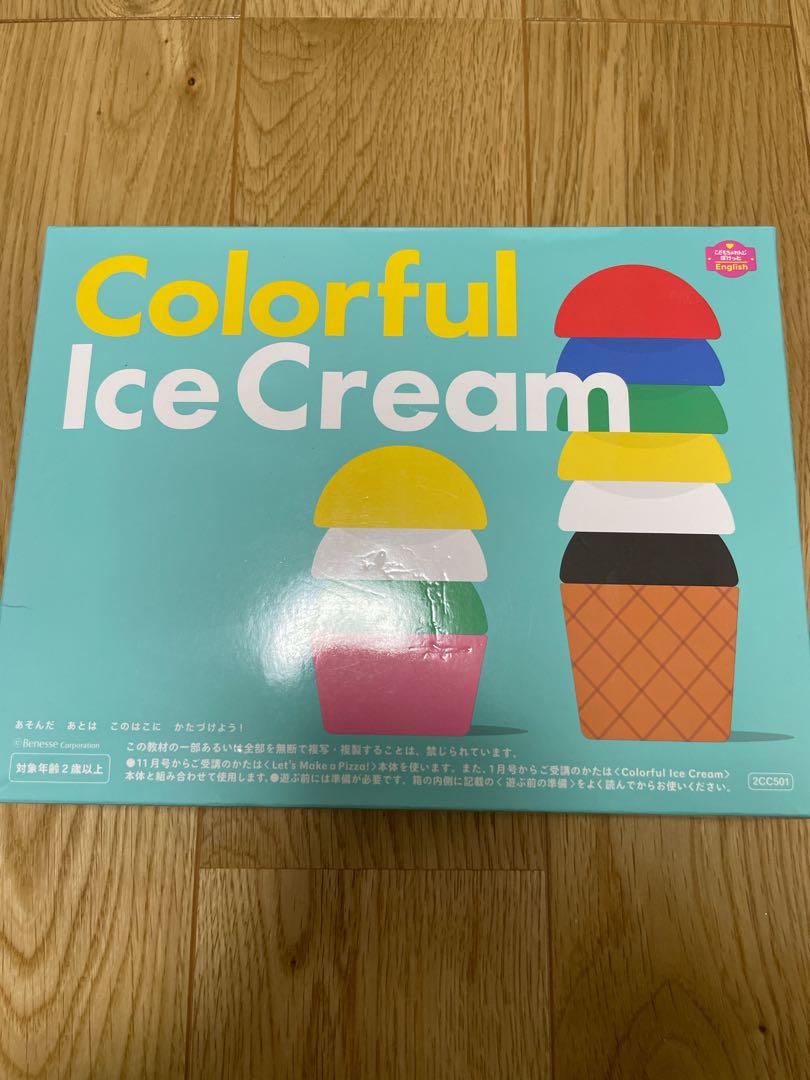 Colorful
Ice Cream
こどもちゃれんじ
ぽけっと
English
あそんだ あとは このはこに かたづけよう!
© Benesse Corporation
この教材の一部あるいは全部を無断で複写・複製することは、禁じられています。
対象年齢2歳以上
●11月号からご受講のかたは〈Let's Make a Pizza!〉本体を使います。また、1月号からご受講のかたは〈Colorful Ice Cream〉
本体と組み合わせて使用します。●遊ぶ前には準備が必要です。箱の内側に記載の〈遊ぶ前の準備〉をよく読んでからお使いください。
2CC501